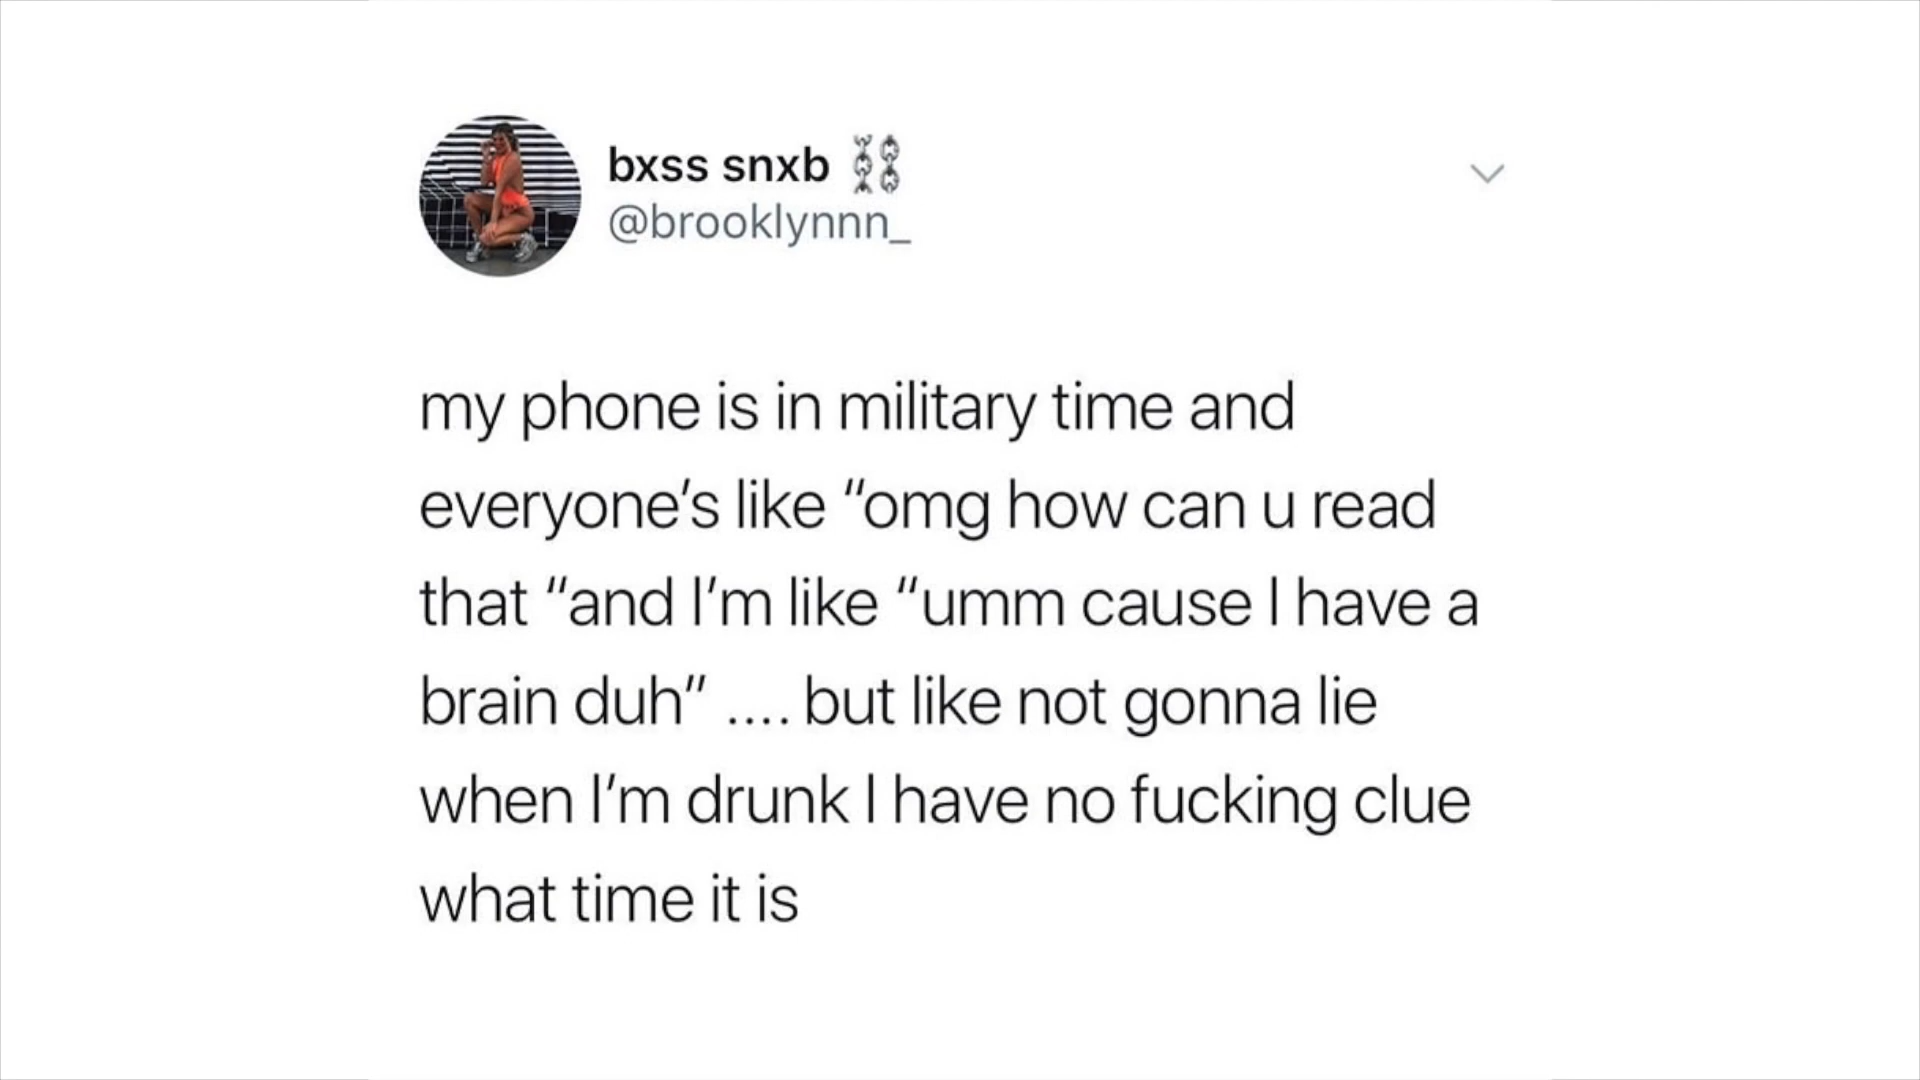 bxss snxb ⛓
@brooklynnn_
my phone is in military time and
everyone’s like “omg how can u read
that “and I’m like “umm cause I have a
brain duh” .... but like not gonna lie
when I’m drunk I have no fucking clue
what time it is